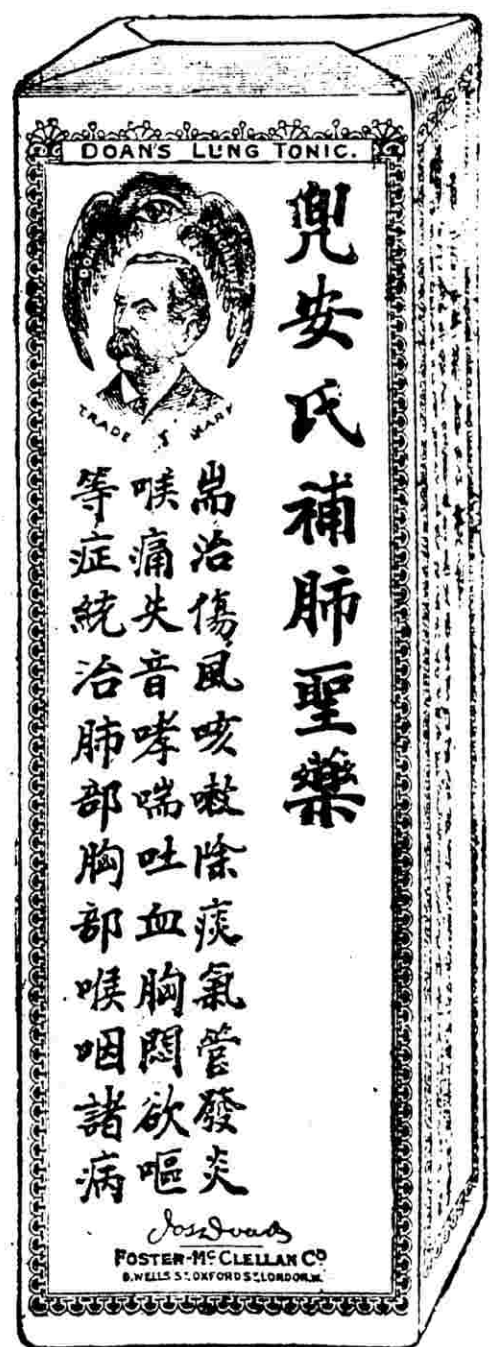 DOAN'S LUNG TONIC.
TRADE MARK
兜安氏補肺聖藥
耑治傷風咳嗽除痰氣管發炎
喉痛失音哮喘吐血胸悶欲嘔
等症統治肺部胸部喉咽諸病
FOSTER-McCLELLAN Co
8. WELLS ST. OXFORD ST. LONDON.W.